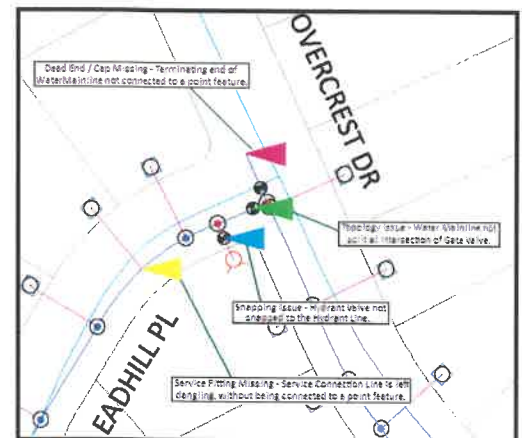 OVERCREST DR
Dead End / Cap Missing - Terminating end of
WaterMainline not connected to a point feature.
Topology Issue - Water Mainline not
split at intersection of Gate Valve.
Snapping Issue - Hydrant Valve not
snapped to the Hydrant Line.
EADHILL PL
Service Fitting Missing - Service Connection Line is left
dangling, without being connected to a point feature.